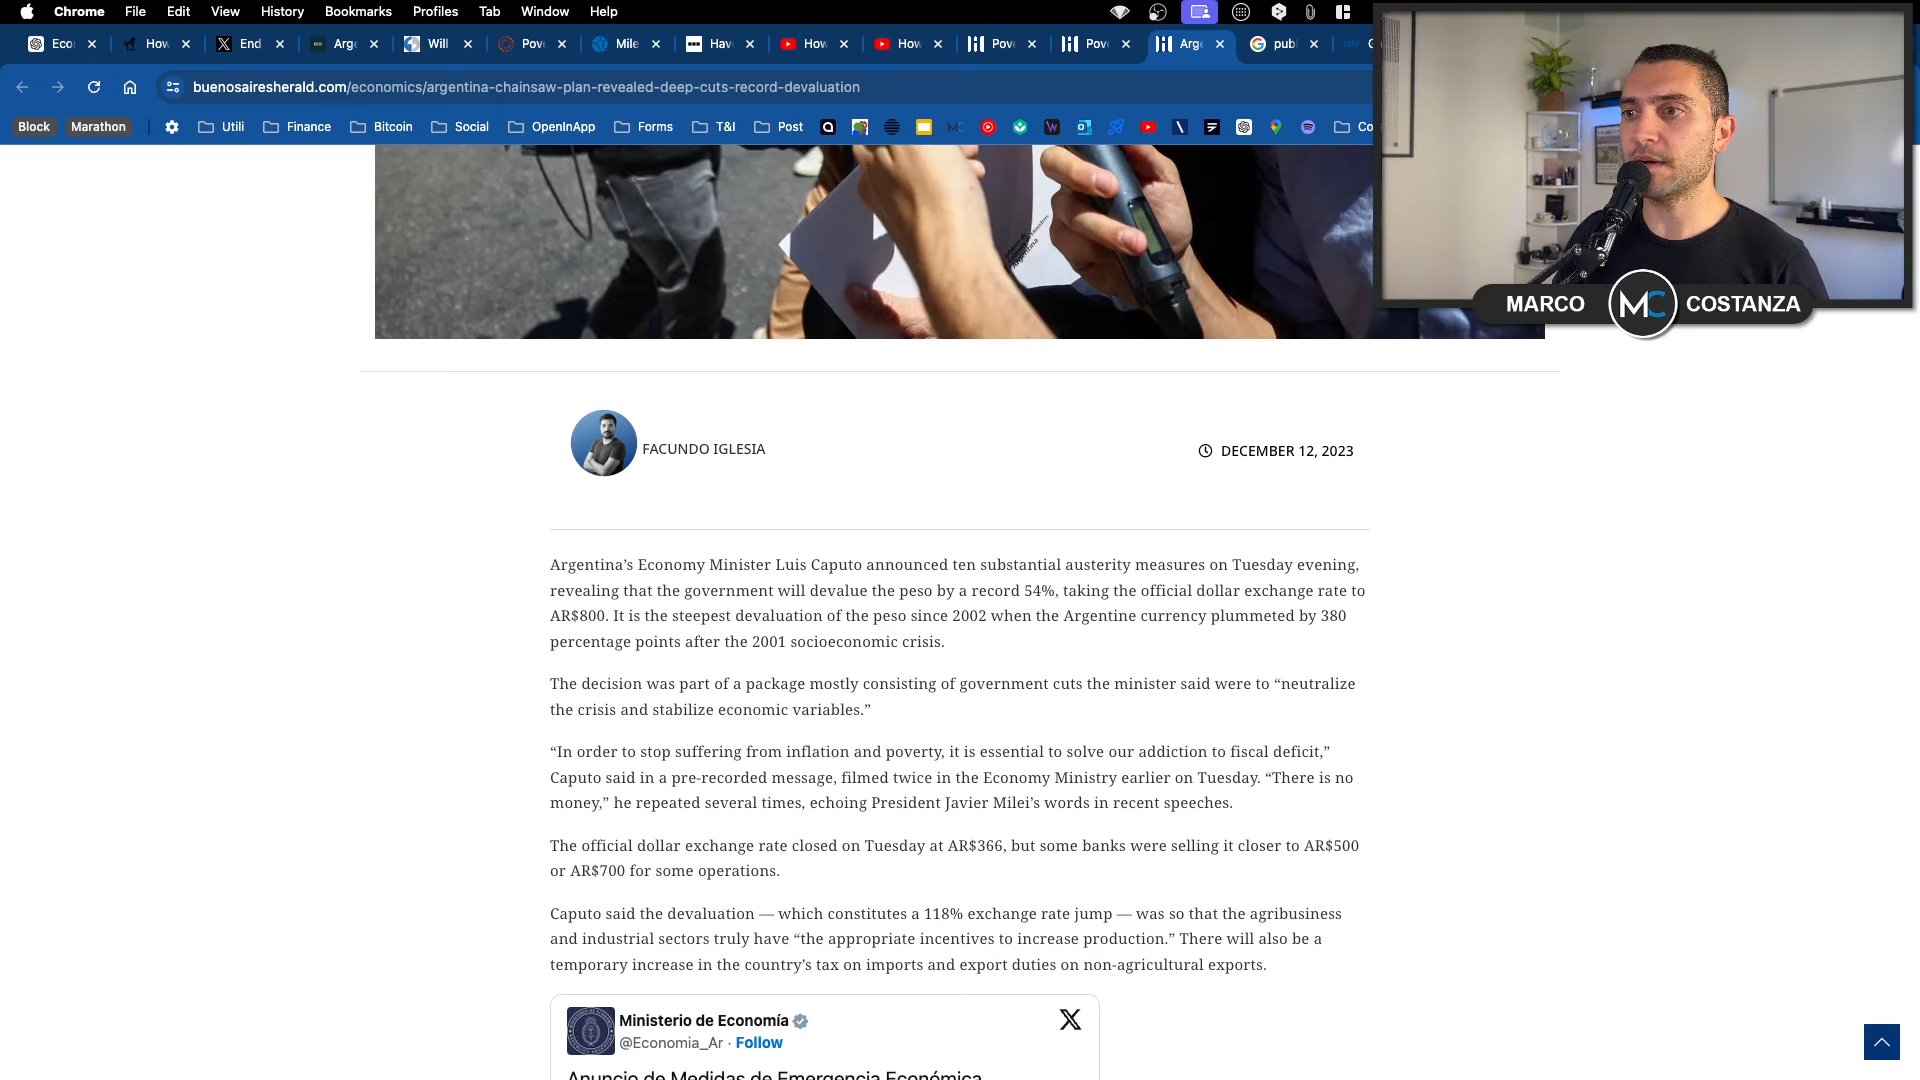 Chrome File Edit View History Bookmarks Profiles Tab Window Help
Eco How End Arg Will Pov Mile Hav How How Pov Pov Arg pub
buenosairesherald.com/economics/argentina-chainsaw-plan-revealed-deep-cuts-record-devaluation
Block Marathon Utili Finance Bitcoin Social OpenInApp Forms T&I Post Co
MARCO MC COSTANZA
FACUNDO IGLESIA
DECEMBER 12, 2023
Argentina’s Economy Minister Luis Caputo announced ten substantial austerity measures on Tuesday evening,
revealing that the government will devalue the peso by a record 54%, taking the official dollar exchange rate to
AR$800. It is the steepest devaluation of the peso since 2002 when the Argentine currency plummeted by 380
percentage points after the 2001 socioeconomic crisis.
The decision was part of a package mostly consisting of government cuts the minister said were to “neutralize
the crisis and stabilize economic variables.”
“In order to stop suffering from inflation and poverty, it is essential to solve our addiction to fiscal deficit,”
Caputo said in a pre-recorded message, filmed twice in the Economy Ministry earlier on Tuesday. “There is no
money,” he repeated several times, echoing President Javier Milei’s words in recent speeches.
The official dollar exchange rate closed on Tuesday at AR$366, but some banks were selling it closer to AR$500
or AR$700 for some operations.
Caputo said the devaluation — which constitutes a 118% exchange rate jump — was so that the agribusiness
and industrial sectors truly have “the appropriate incentives to increase production.” There will also be a
temporary increase in the country’s tax on imports and export duties on non-agricultural exports.
Ministerio de Economía
@Economia_Ar · Follow
Anuncio de Medidas de Emergencia Económica